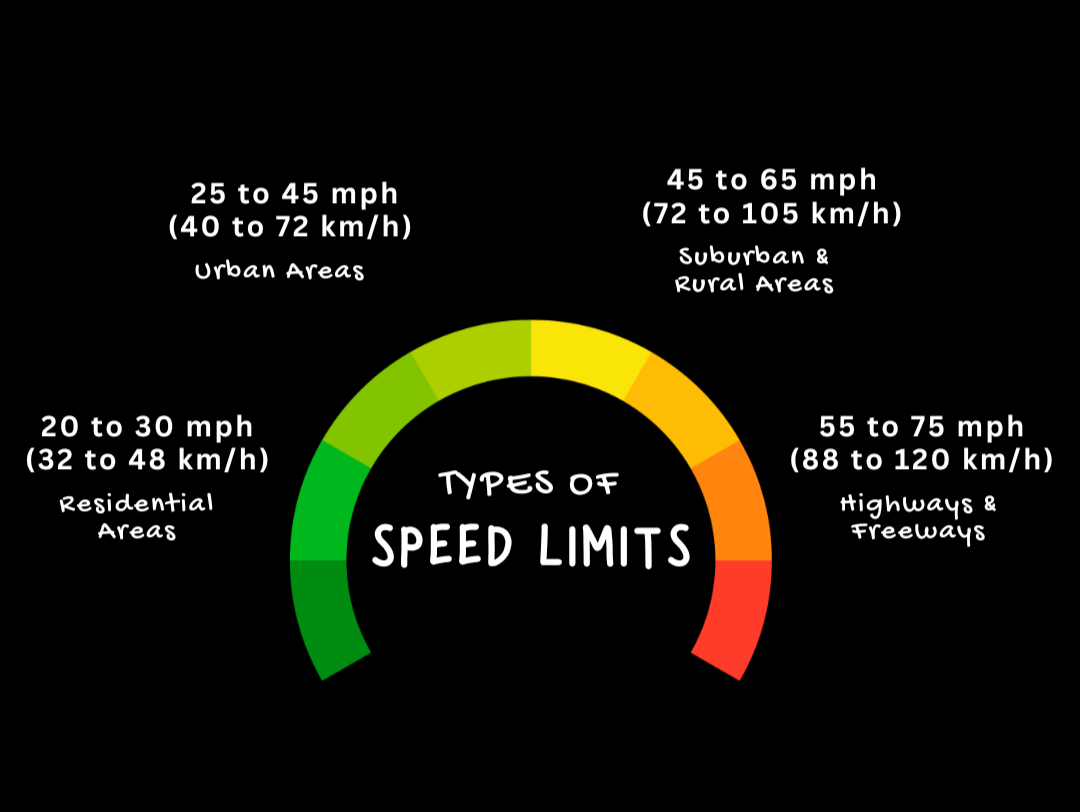 25 to 45 mph
(40 to 72 km/h)
Urban Areas
45 to 65 mph
(72 to 105 km/h)
Suburban &
Rural Areas
20 to 30 mph
(32 to 48 km/h)
Residential
Areas
TYPES OF
SPEED LIMITS
55 to 75 mph
(88 to 120 km/h)
Highways &
Freeways